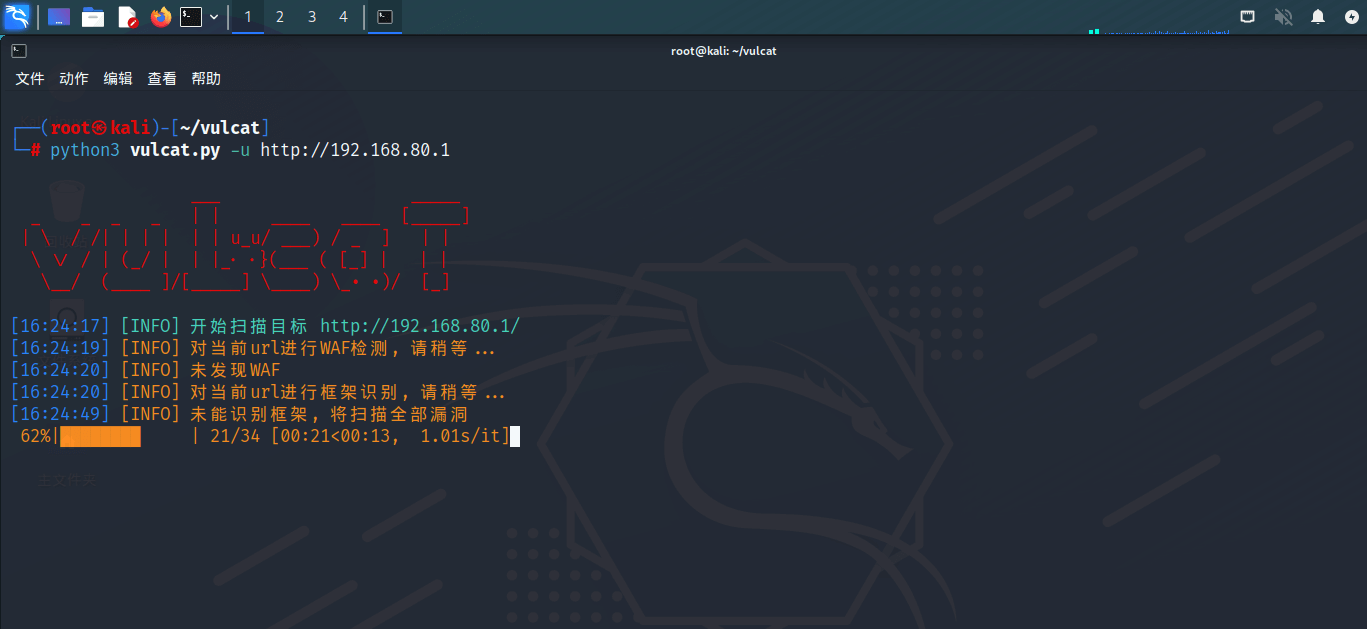 1 2 3 4
root@kali: ~/vulcat
文件 动作 编辑 查看 帮助
┌──(root㉿kali)-[~/vulcat]
└─# python3 vulcat.py -u http://192.168.80.1
[16:24:17] [INFO] 开始扫描目标 http://192.168.80.1/
[16:24:19] [INFO] 对当前url进行WAF检测, 请稍等...
[16:24:20] [INFO] 未发现WAF
[16:24:20] [INFO] 对当前url进行框架识别, 请稍等...
[16:24:49] [INFO] 未能识别框架, 将扫描全部漏洞
62%|████████     | 21/34 [00:21<00:13, 1.01s/it]
主文件夹